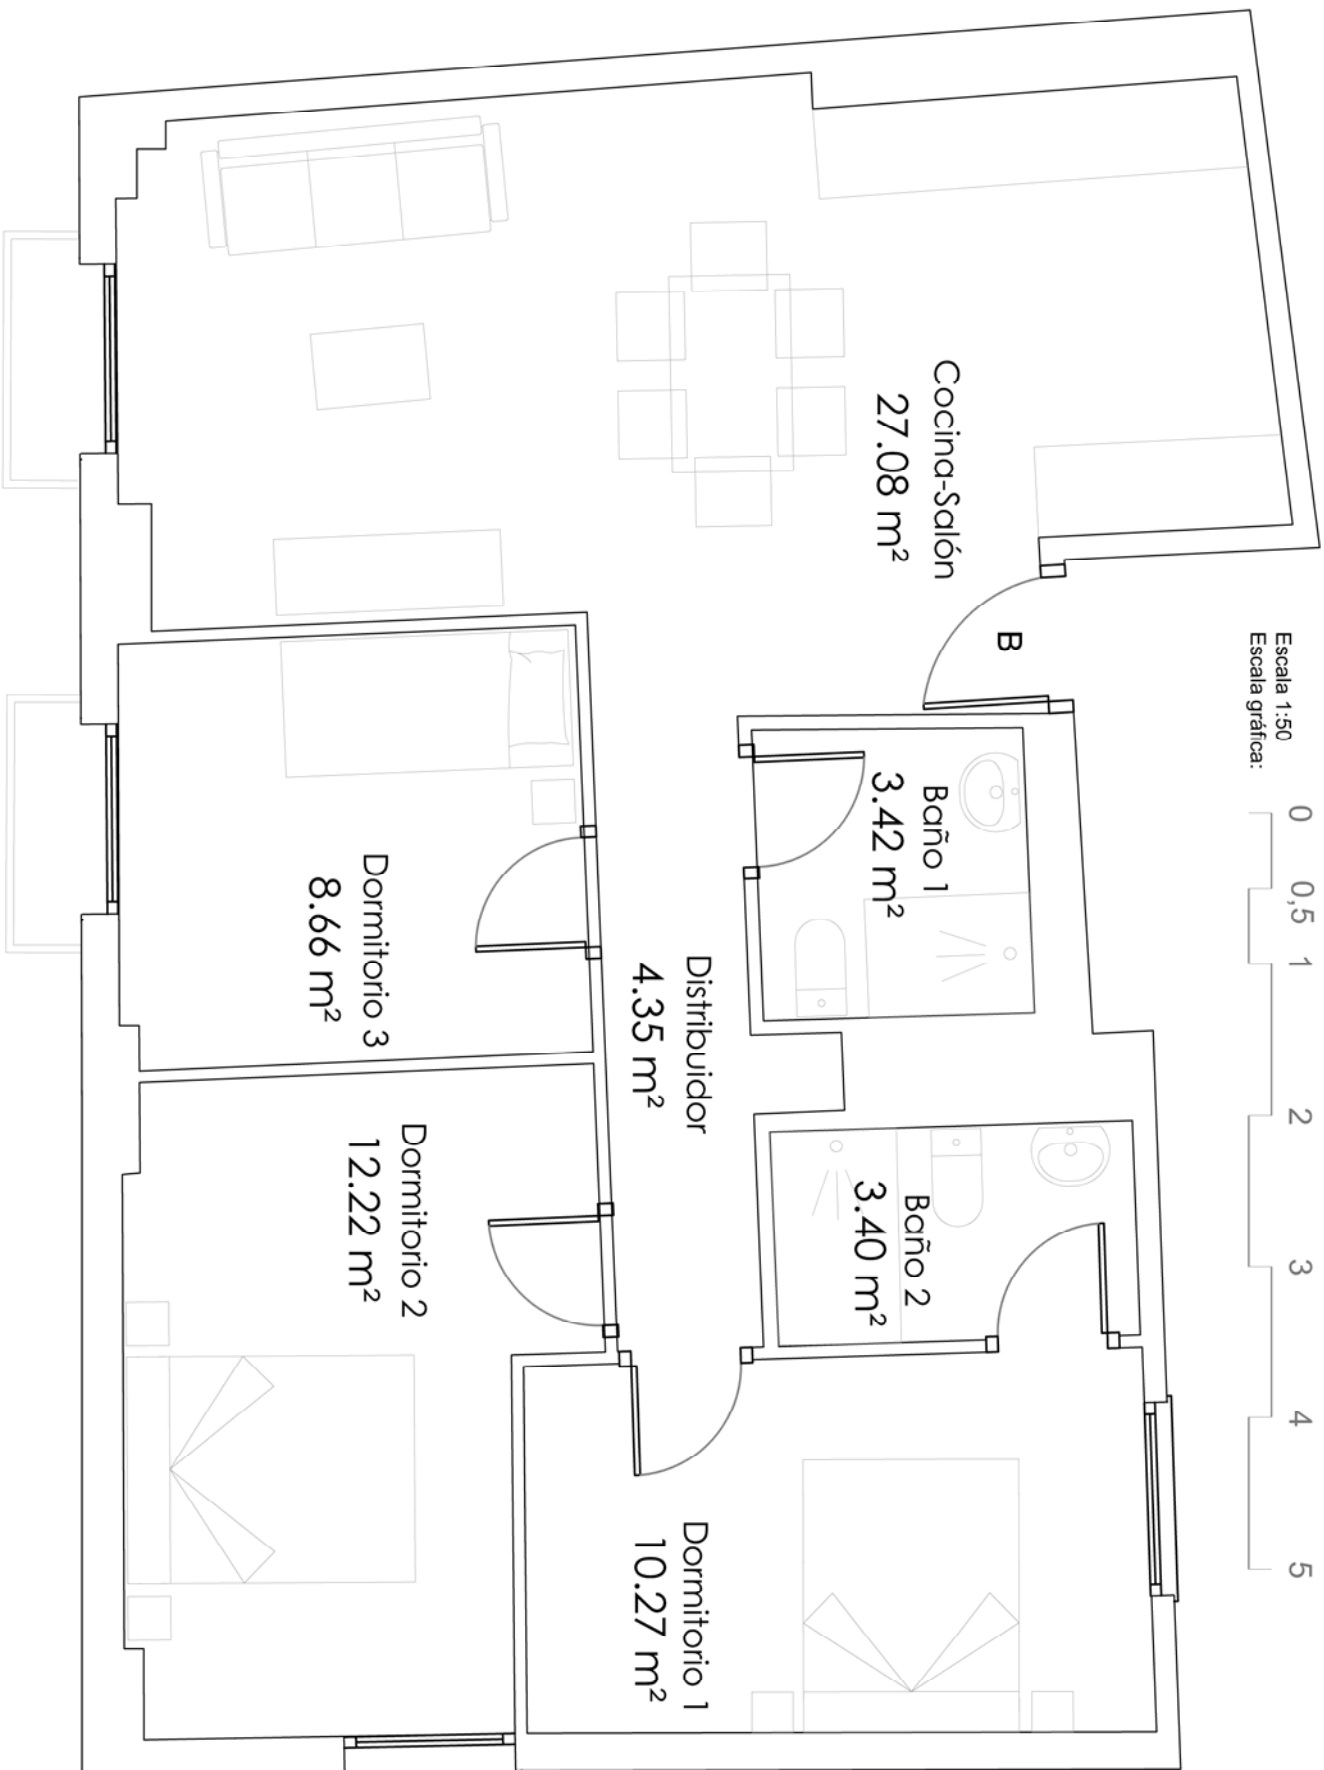 Escala 1:50
Escala gráfica:
0 0,5 1 2 3 4 5
Cocina-Salón
27.08 m²
B
Baño 1
3.42 m²
Distribuidor
4.35 m²
Dormitorio 3
8.66 m²
Baño 2
3.40 m²
Dormitorio 2
12.22 m²
Dormitorio 1
10.27 m²